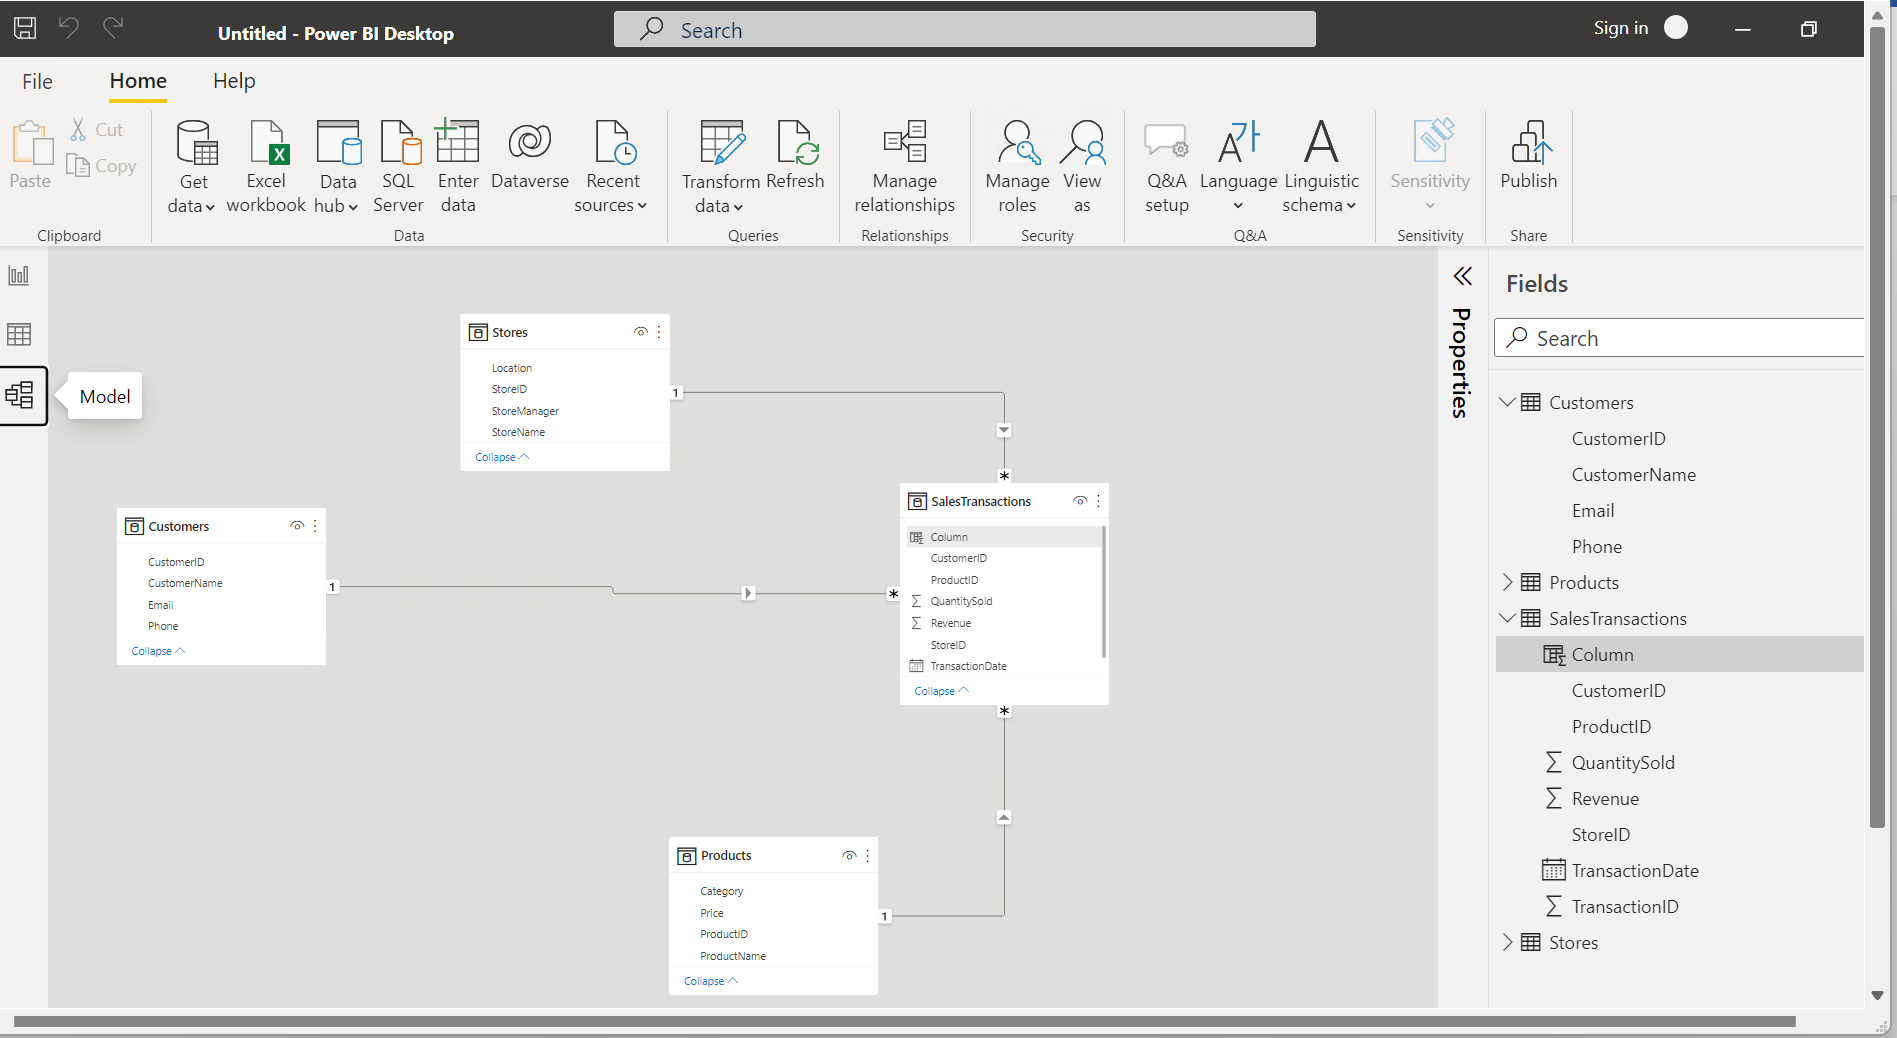 Untitled - Power BI Desktop
Search
Sign in
File
Home
Help
Paste
Cut
Copy
Clipboard
Get data
Excel workbook
Data hub
SQL Server
Enter data
Dataverse
Recent sources
Data
Transform data
Refresh
Queries
Manage relationships
Relationships
Manage roles
View as
Security
Q&A setup
Language
Linguistic schema
Q&A
Sensitivity
Sensitivity
Publish
Share
Model
Stores
Location
StoreID
StoreManager
StoreName
Collapse
1
*
Customers
CustomerID
CustomerName
Email
Phone
Collapse
1
*
SalesTransactions
Column
CustomerID
ProductID
QuantitySold
Revenue
StoreID
TransactionDate
Collapse
*
Products
Category
Price
ProductID
ProductName
Collapse
1
Properties
Fields
Search
Customers
CustomerID
CustomerName
Email
Phone
Products
SalesTransactions
Column
CustomerID
ProductID
QuantitySold
Revenue
StoreID
TransactionDate
TransactionID
Stores